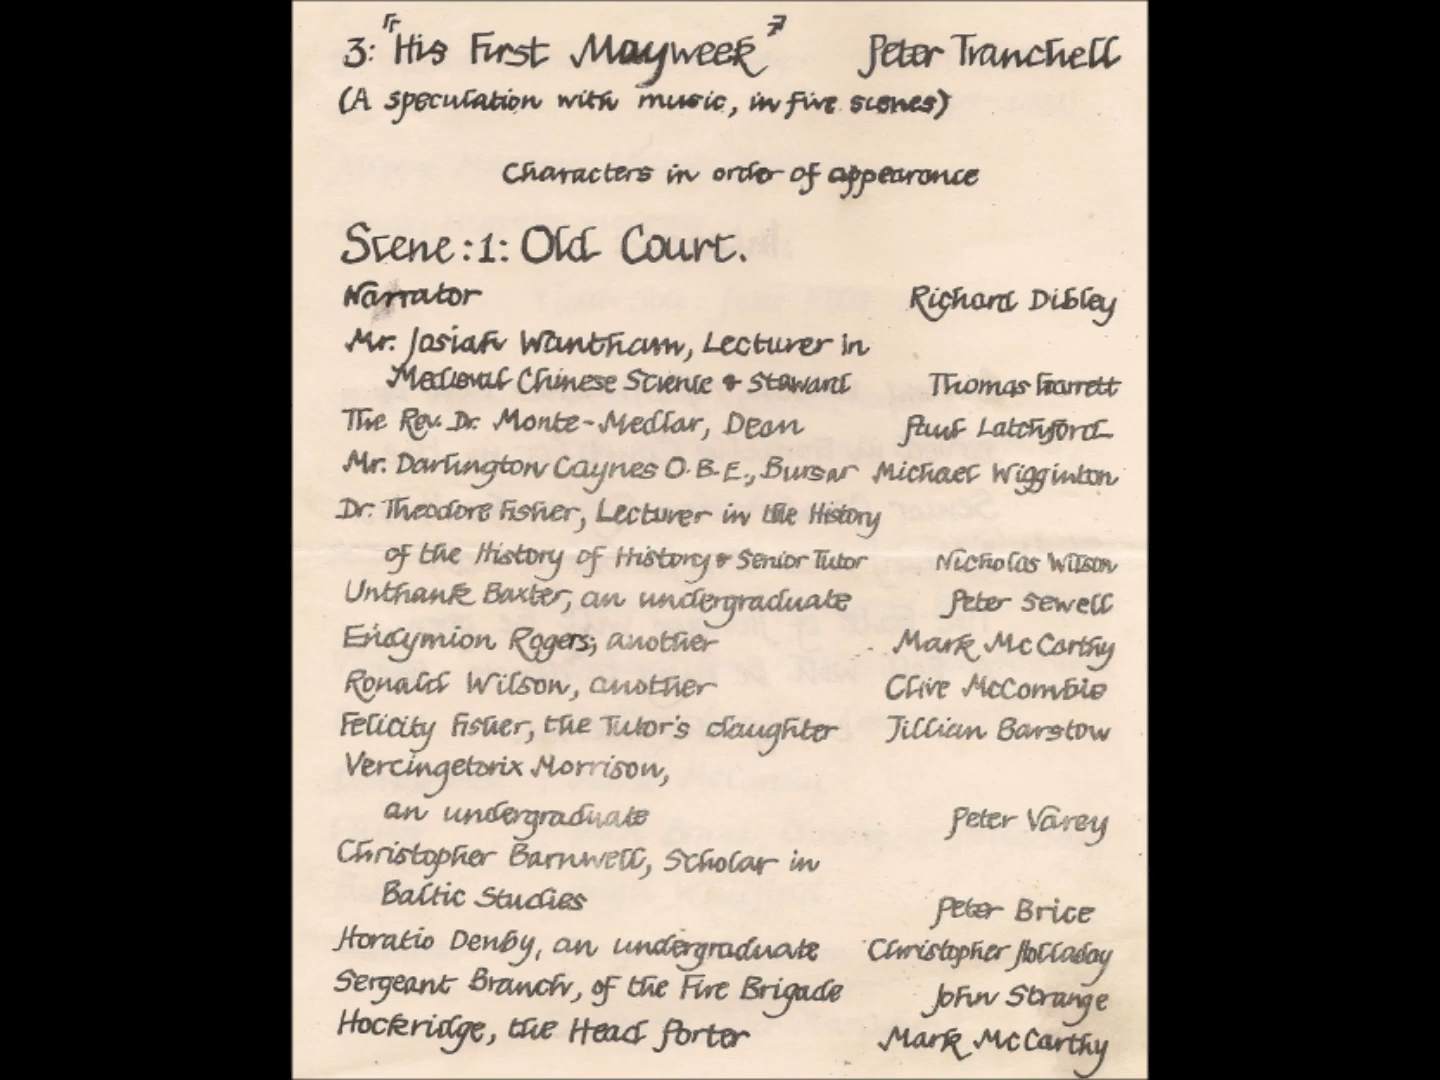 3: "His First Mayweek" Peter Tranchell
(A speculation with music, in five scenes)
Characters in order of appearance
Scene :1: Old Court.
Narrator Richard Dibley
Mr. Josiah Wantham, Lecturer in
Medieval Chinese Science & Steward Thomas Garrett
The Rev. Dr. Monte-Medlar, Dean Paul Latchford
Mr. Darlington Caynes O.B.E., Bursar Michael Wigginton
Dr. Theodore Fisher, Lecturer in the History
of the History of History & Senior Tutor Nicholas Wilson
Unthank Baxter, an undergraduate Peter Sewell
Endymion Rogers, another Mark McCarthy
Ronald Wilson, another Clive McCombie
Felicity Fisher, the Tutor's daughter Jillian Barstow
Vercingetorix Morrison,
an undergraduate Peter Varey
Christopher Barnwell, Scholar in
Baltic Studies Peter Brice
Horatio Denby, an undergraduate Christopher Holladay
Sergeant Branch, of the Fire Brigade John Strange
Hockridge, the Head Porter Mark McCarthy